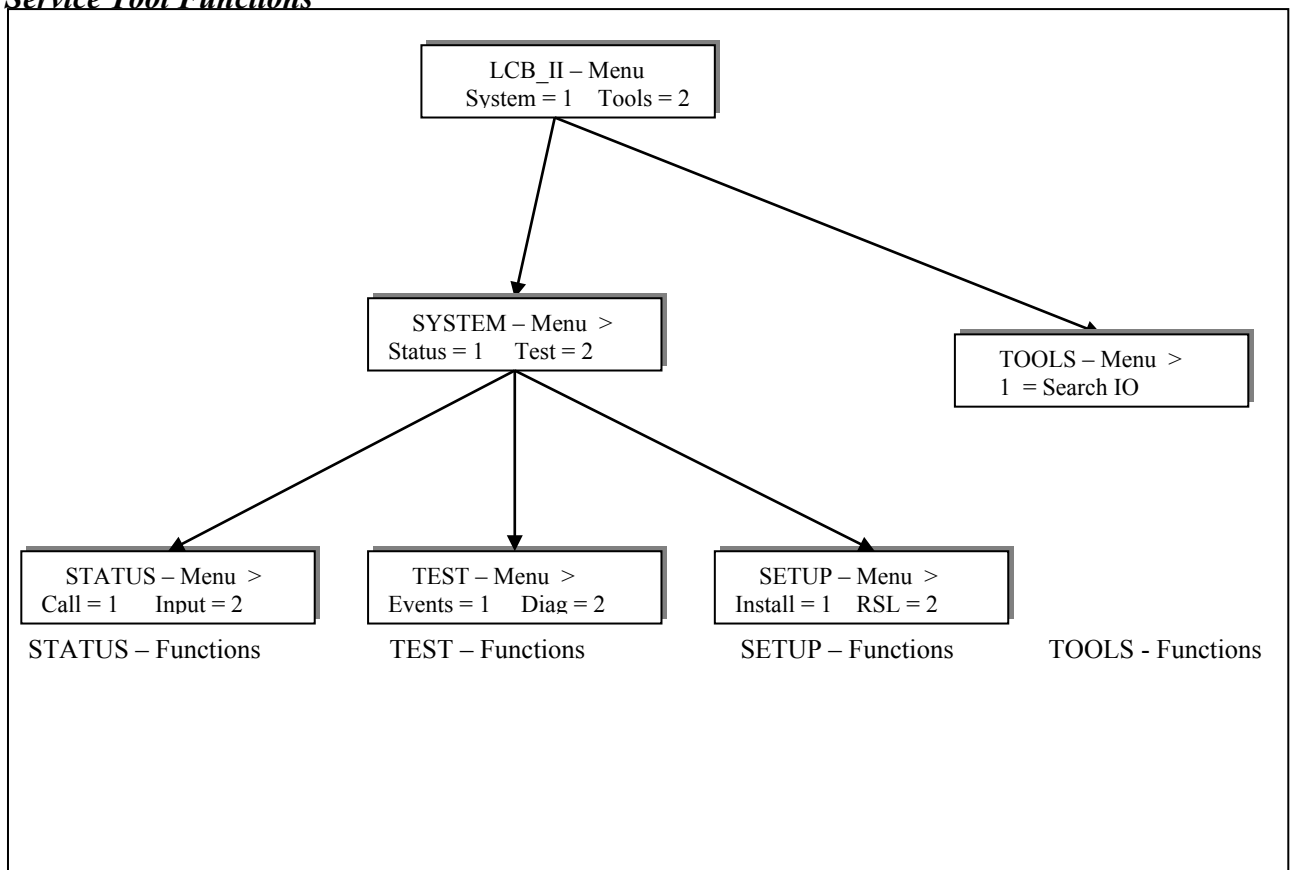 Service Tool Functions
LCB_II – Menu
System = 1 Tools = 2
SYSTEM – Menu >
Status = 1 Test = 2
TOOLS – Menu >
1 = Search IO
STATUS – Menu >
Call = 1 Input = 2
TEST – Menu >
Events = 1 Diag = 2
SETUP – Menu >
Install = 1 RSL = 2
STATUS – Functions
TEST – Functions
SETUP – Functions
TOOLS - Functions